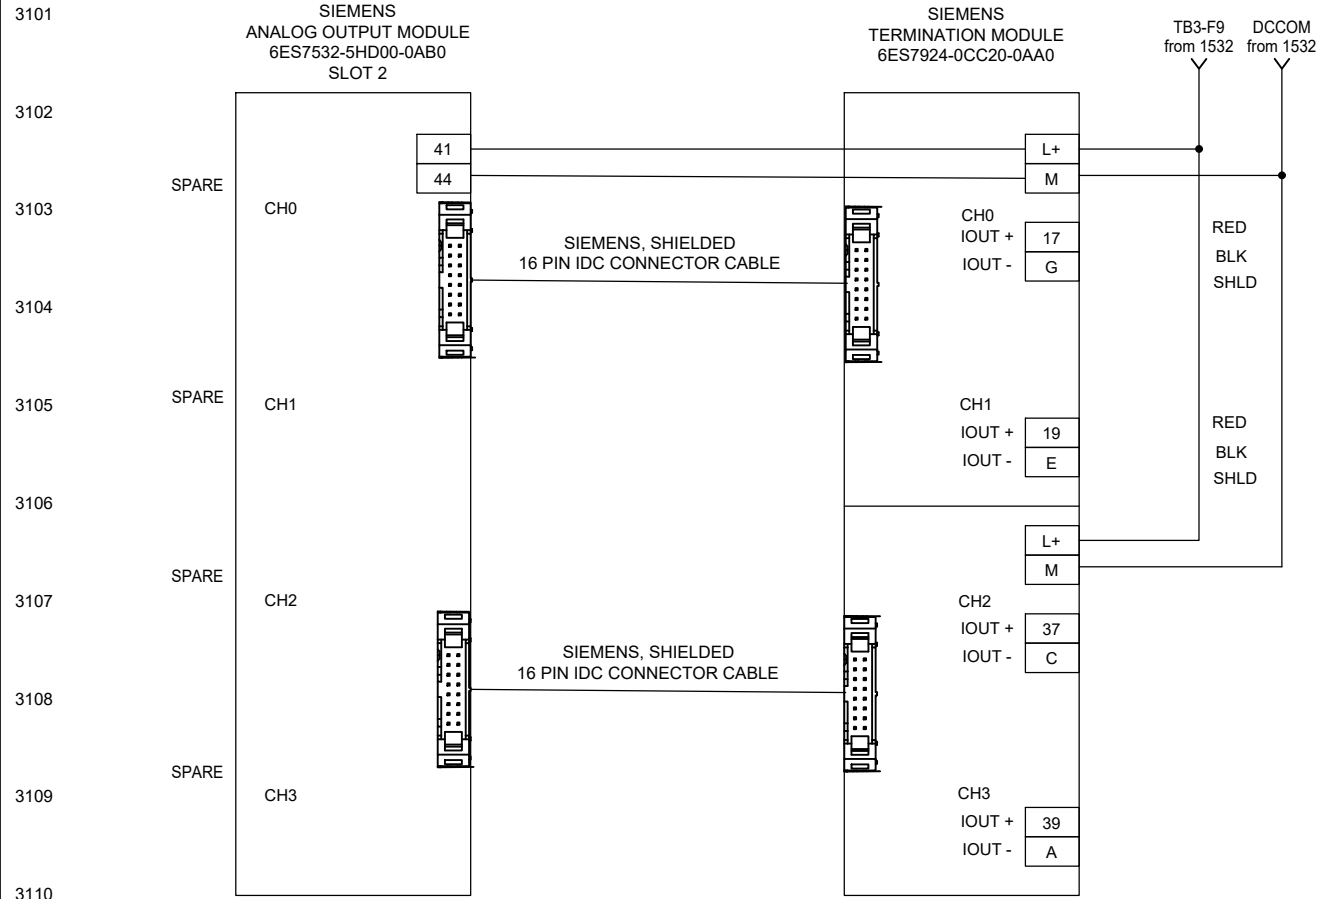 3101
SIEMENS
ANALOG OUTPUT MODULE
6ES7532-5HD00-0AB0
SLOT 2
SIEMENS
TERMINATION MODULE
6ES7924-0CC20-0AA0
TB3-F9
from 1532
DCCOM
from 1532
3102
41
L+
44
M
SPARE
3103
CH0
CH0
IOUT + 17
IOUT - G
RED
BLK
SHLD
SIEMENS, SHIELDED
16 PIN IDC CONNECTOR CABLE
3104
SPARE
3105
CH1
CH1
IOUT + 19
IOUT - E
RED
BLK
SHLD
3106
L+
M
SPARE
3107
CH2
CH2
IOUT + 37
IOUT - C
SIEMENS, SHIELDED
16 PIN IDC CONNECTOR CABLE
3108
SPARE
3109
CH3
CH3
IOUT + 39
IOUT - A
3110